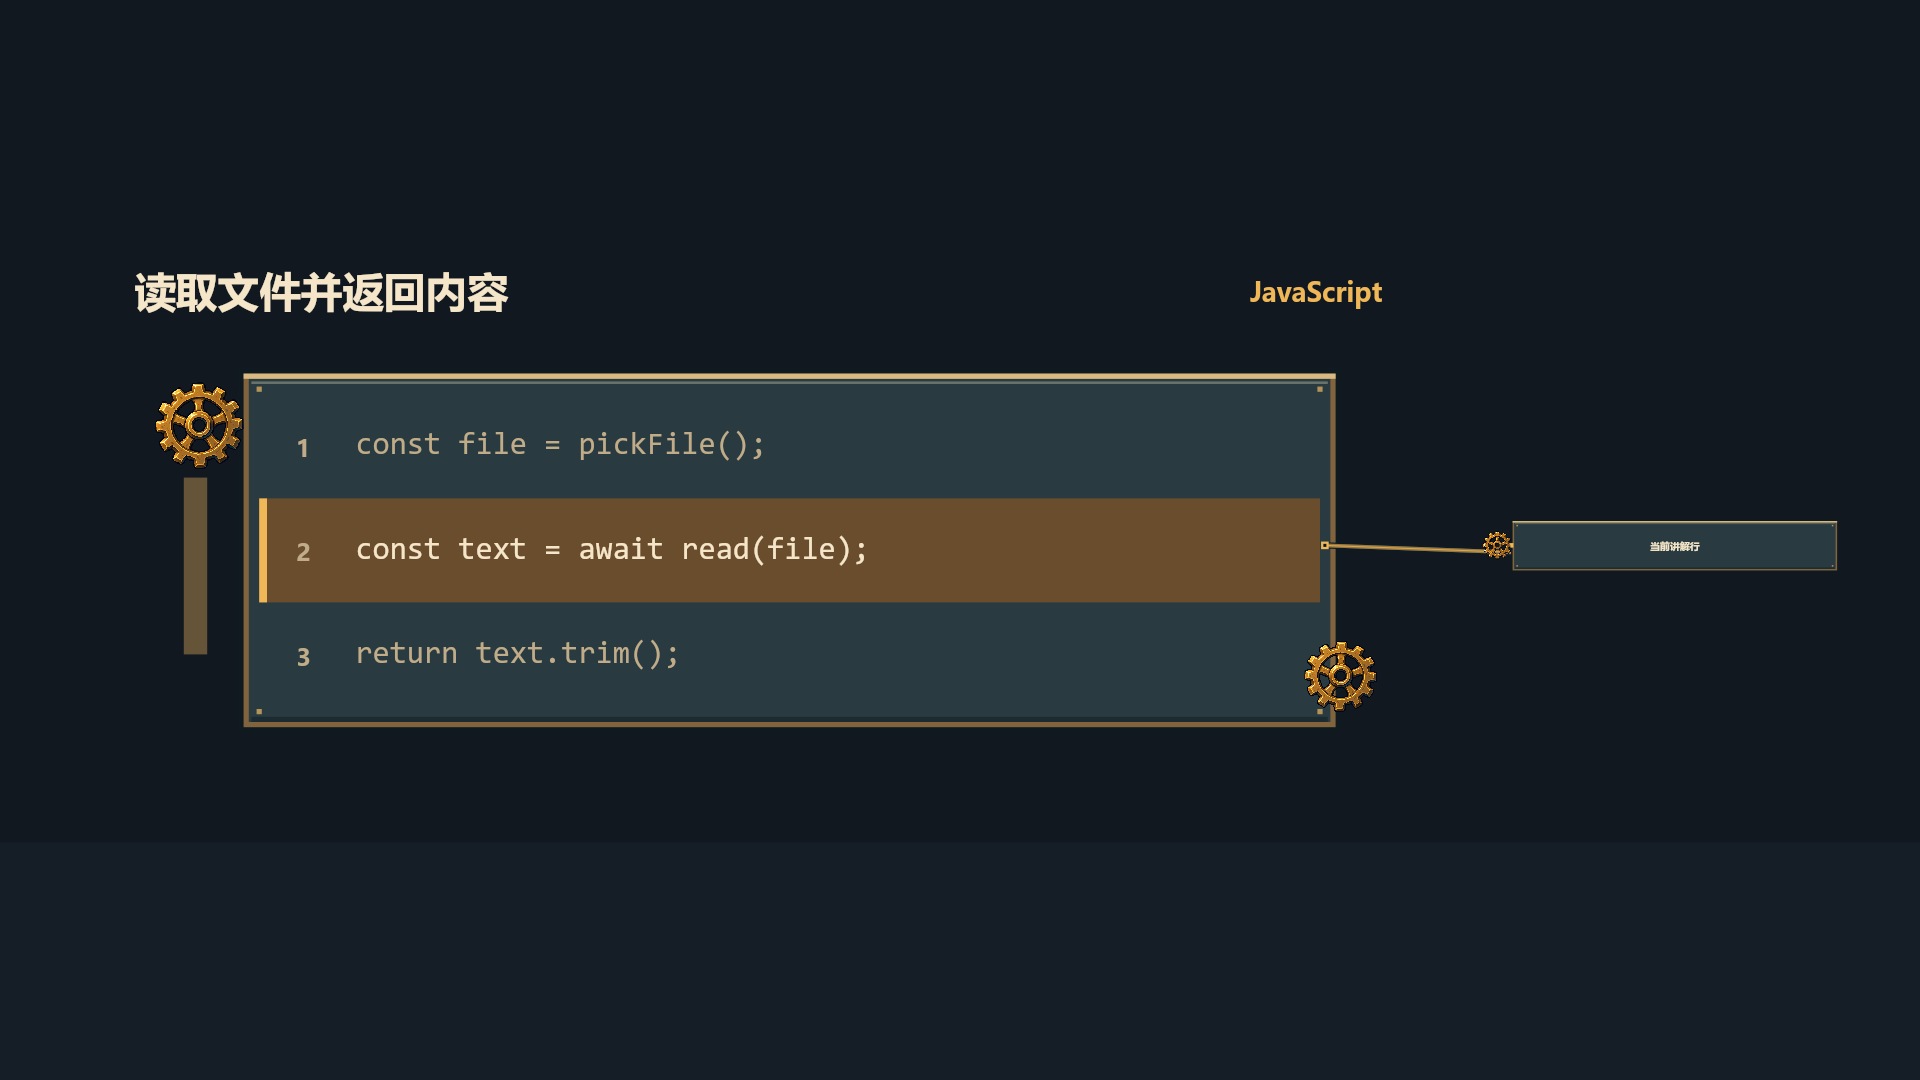 读取文件并返回内容
JavaScript
1 const file = pickFile();
2 const text = await read(file);
当前讲解行
3 return text.trim();